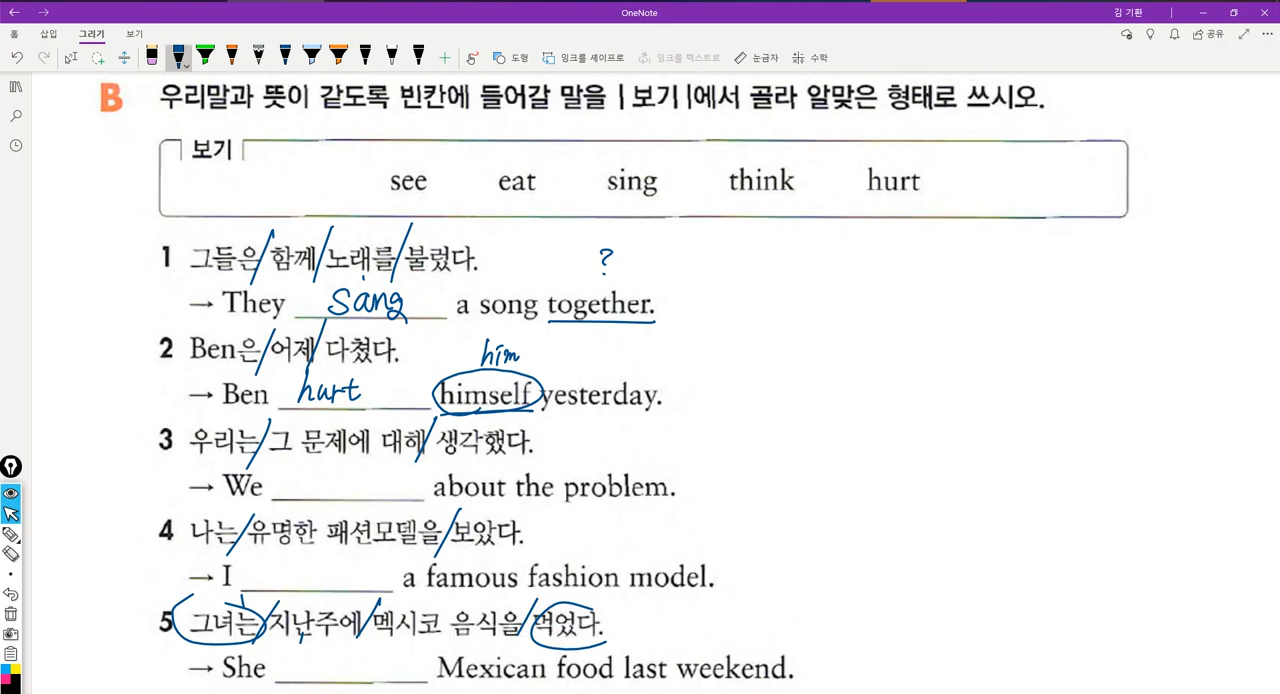 OneNote
김 기환
홈 삽입 그리기 보기
공유
도형 잉크를 셰이프로 잉크를 텍스트로 눈금자 수학
B 우리말과 뜻이 같도록 빈칸에 들어갈 말을 |보기|에서 골라 알맞은 형태로 쓰시오.
보기
see eat sing think hurt
1 그들은/함께/노래를/불렀다. ?
→ They sang a song together.
2 Ben은/어제/다쳤다.
him
→ Ben hurt himself yesterday.
3 우리는/그 문제에 대해/생각했다.
→ We ________ about the problem.
4 나는/유명한 패션모델을/보았다.
→ I ________ a famous fashion model.
5 그녀는/지난주에/멕시코 음식을/먹었다.
→ She ________ Mexican food last weekend.